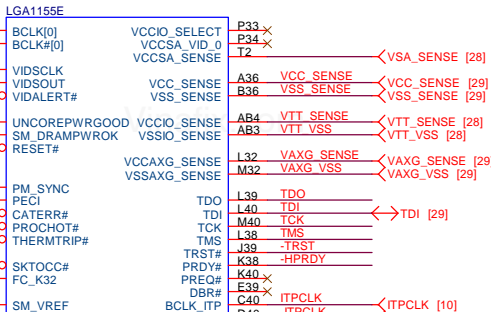 LGA1155E
BCLK[0] VCCIO_SELECT P33
BCLK#[0] VCCSA_VID_0 P34
VCCSA_SENSE T2 VSA_SENSE [28]
VIDSCLK
VIDSOUT VCC_SENSE A36 VCC_SENSE VCC_SENSE [29]
VIDALERT# VSS_SENSE B36 VSS_SENSE VSS_SENSE [29]
UNCOREPWRGOOD VCCIO_SENSE AB4 VTT_SENSE VTT_SENSE [28]
SM_DRAMPWROK VSSIO_SENSE AB3 VTT_VSS VTT_VSS [28]
RESET#
VCCAXG_SENSE L32 VAXG_SENSE VAXG_SENSE [29
VSSAXG_SENSE M32 VAXG_VSS VAXG_VSS [29]
PM_SYNC
PECI TDO L39 TDO
CATERR# TDI L40 TDI TDI [29]
PROCHOT# TCK M40 TCK
THERMTRIP# TMS L38 TMS
TRST# J39 -TRST
SKTOCC# PRDY# K38 -HPRDY
FC_K32 PREQ# K40
DBR# E39
SM_VREF BCLK_ITP C40 ITPCLK ITPCLK [10]